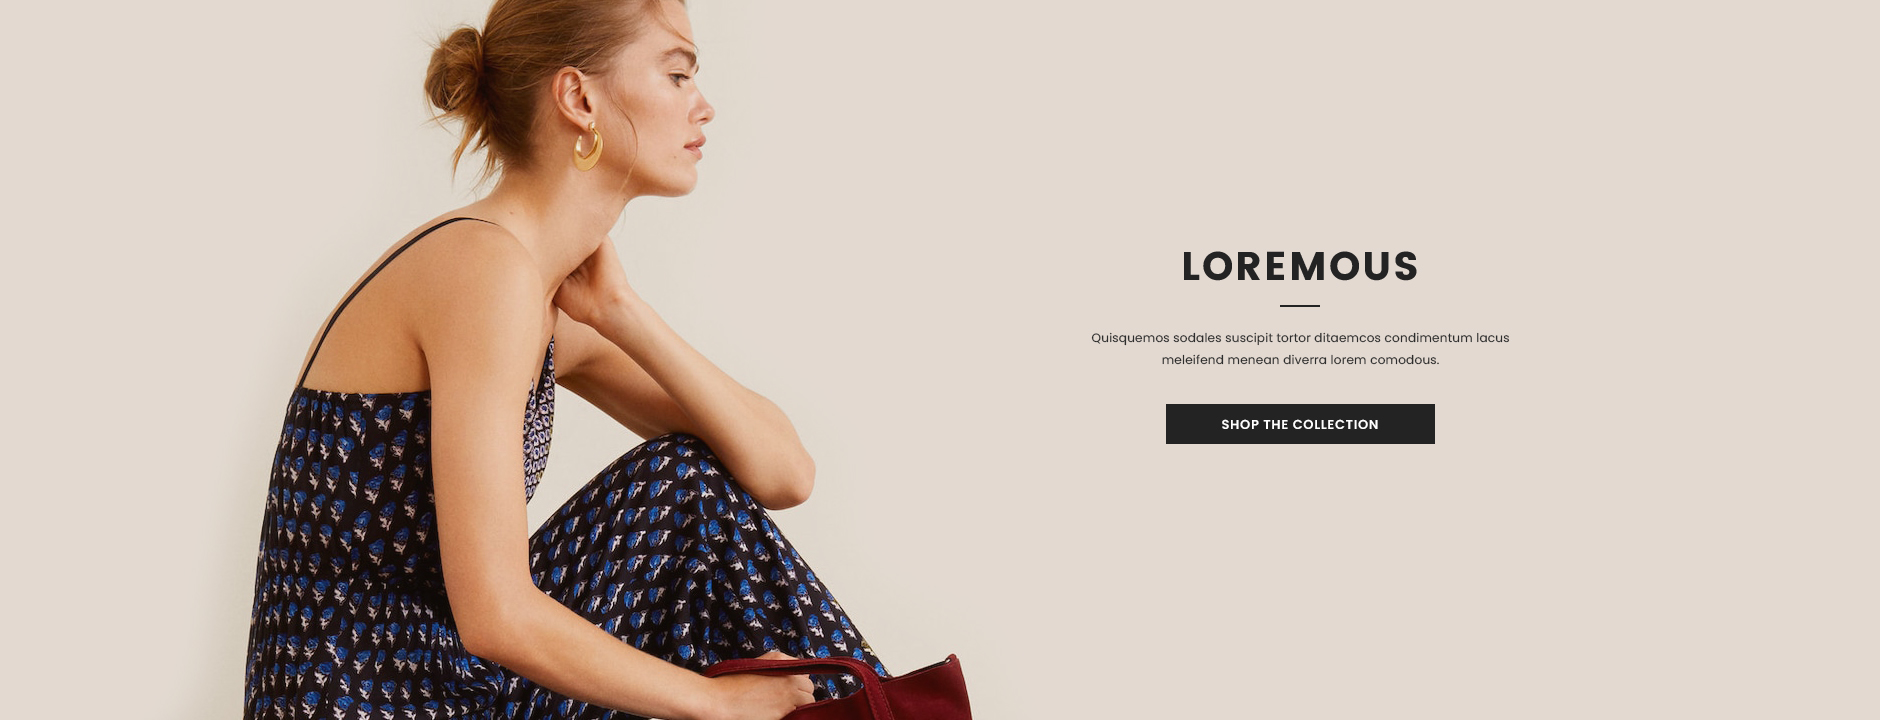 LOREMOUS
Quisquemos sodales suscipit tortor ditaemcos condimentum lacus
meleifend menean diverra lorem comodous.
SHOP THE COLLECTION